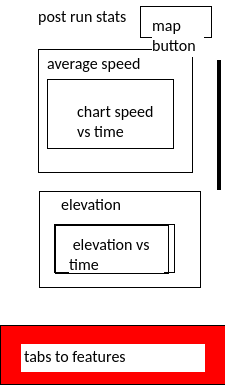 post run stats
map
button
average speed
chart speed
vs time
elevation
elevation vs
time
tabs to features